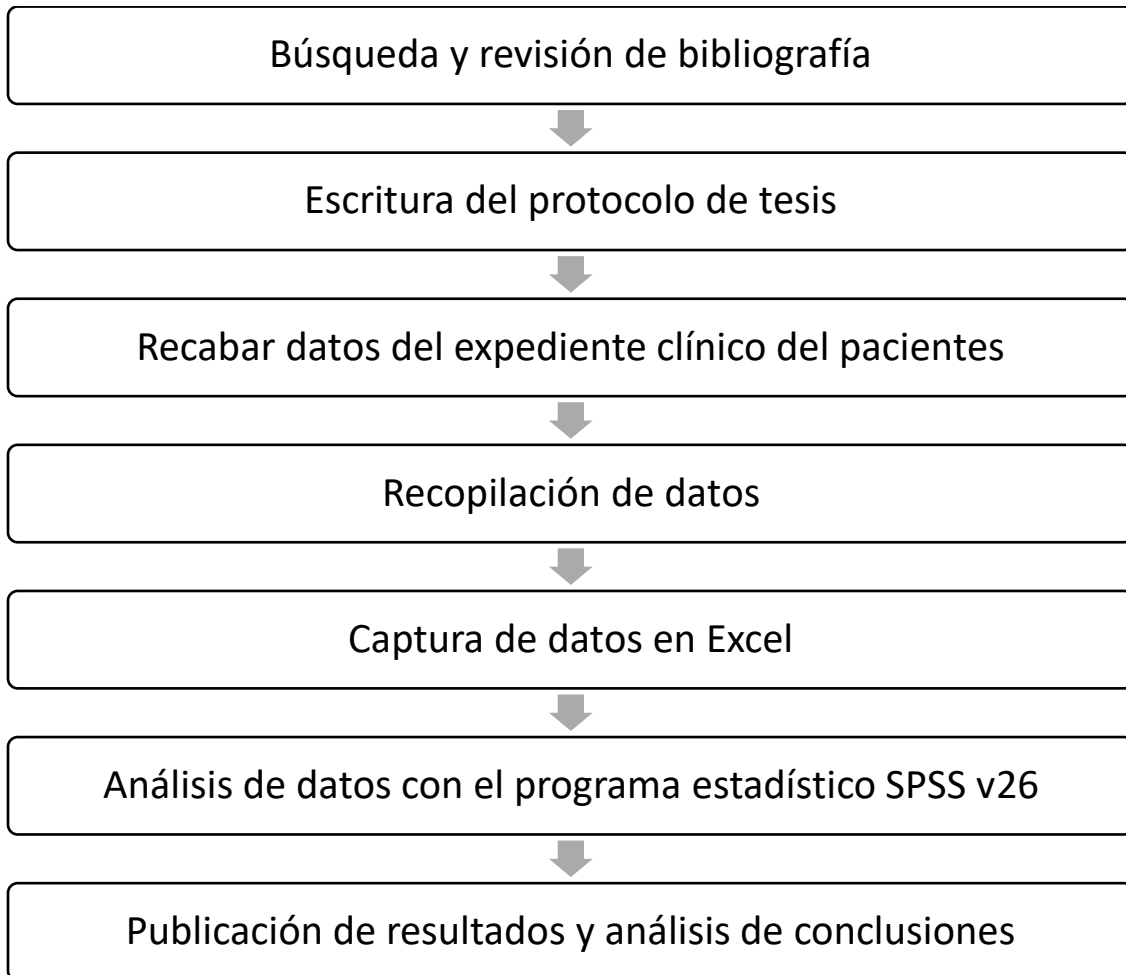 Búsqueda y revisión de bibliografía
Escritura del protocolo de tesis
Recabar datos del expediente clínico del pacientes
Recopilación de datos
Captura de datos en Excel
Análisis de datos con el programa estadístico SPSS v26
Publicación de resultados y análisis de conclusiones